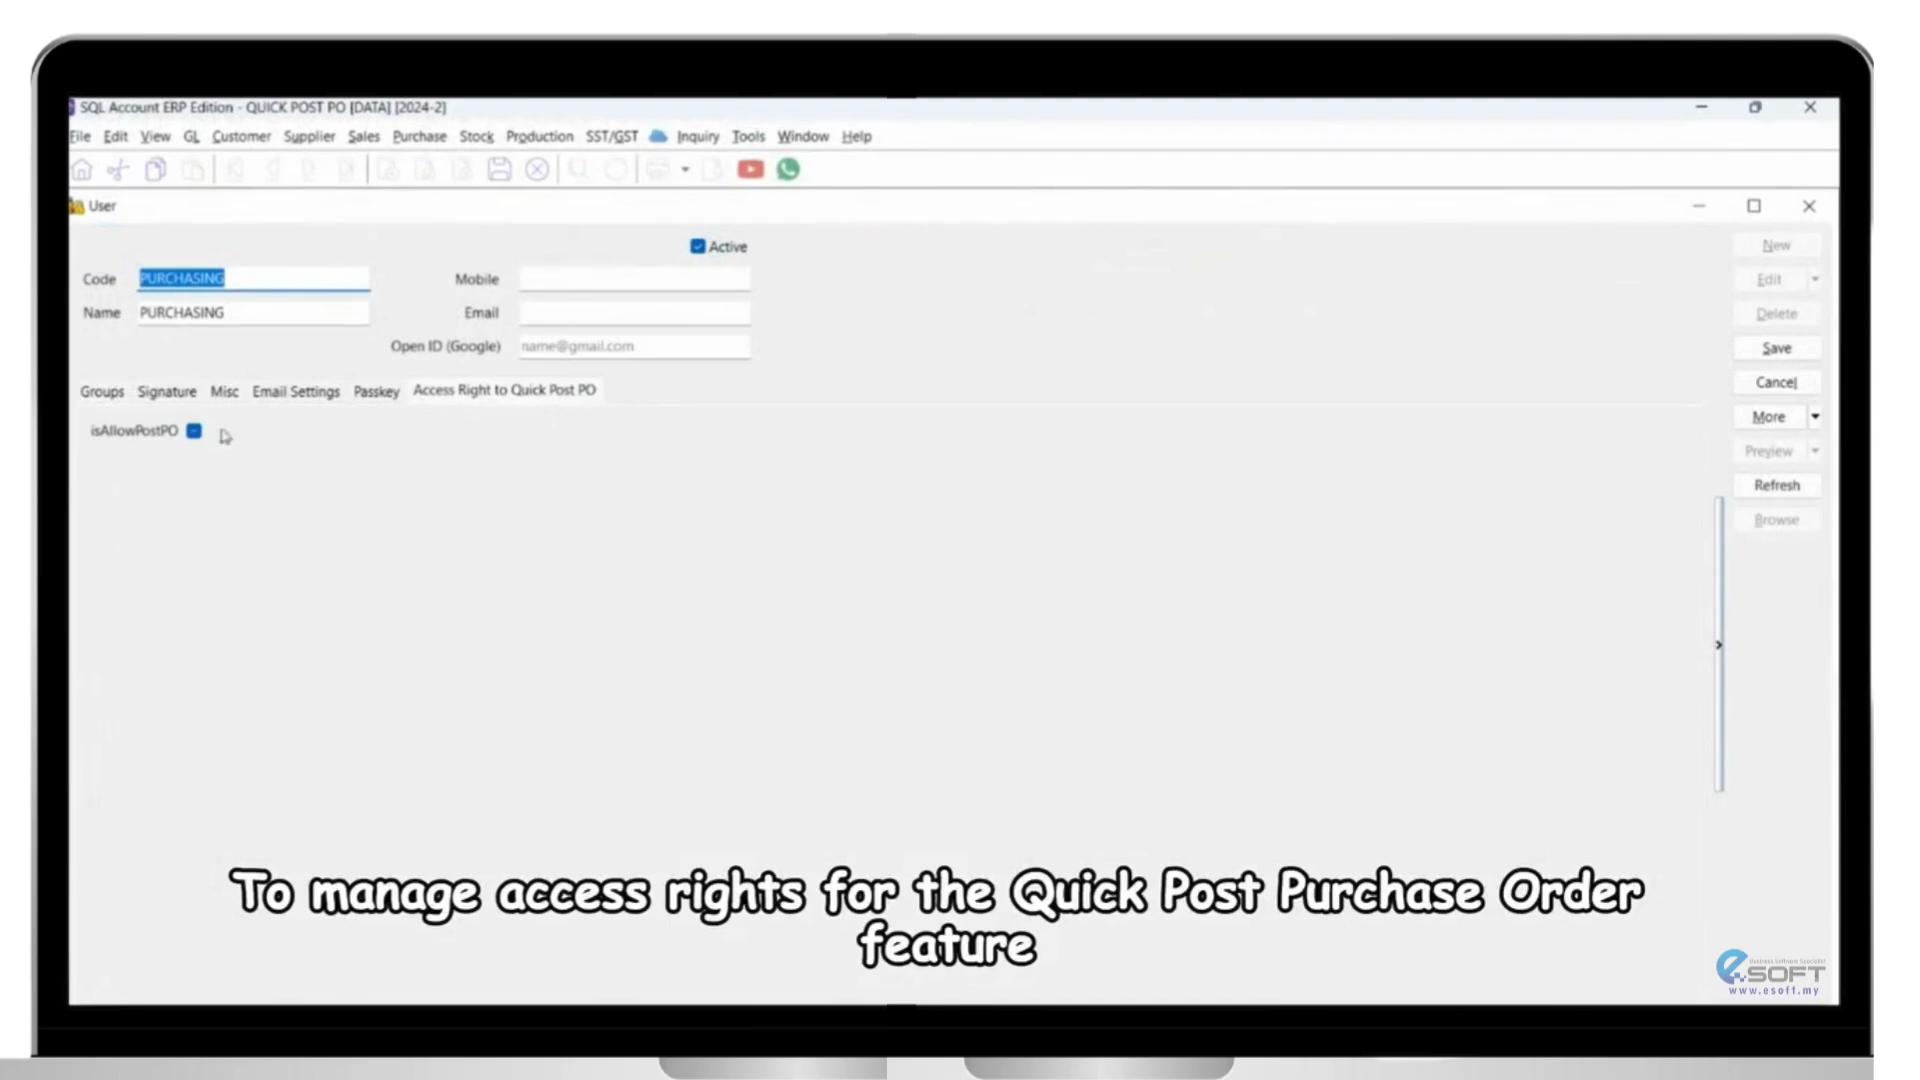 SQL Account ERP Edition - QUICK POST PO [DATA] [2024-2]
File Edit View GL Customer Supplier Sales Purchase Stock Production SST/GST Inquiry Tools Window Help
User
Active
New
Code PURCHASING Mobile
Edit
Name PURCHASING Email
Delete
Open ID (Google) name@gmail.com
Save
Cancel
Groups Signature Misc Email Settings Passkey Access Right to Quick Post PO
More
isAllowPostPO
Preview
Refresh
Browse
To manage access rights for the Quick Post Purchase Order
feature
Business Software Specialist
eSOFT
www.esoft.my